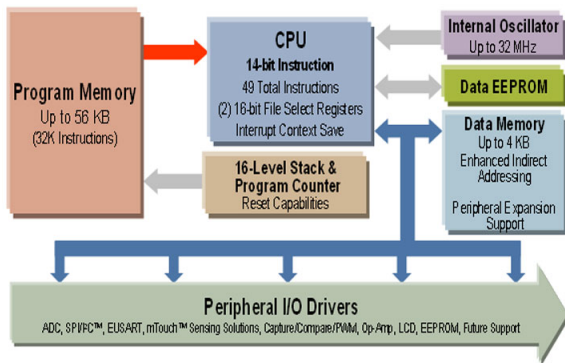 Program Memory
Up to 56 KB
(32K Instructions)
CPU
14-bit Instruction
49 Total Instructions
(2) 16-bit File Select Registers
Interrupt Context Save
Internal Oscillator
Up to 32 MHz
Data EEPROM
Data Memory
Up to 4 KB
Enhanced Indirect
Addressing
Peripheral Expansion
Support
16-Level Stack &
Program Counter
Reset Capabilities
Peripheral I/O Drivers
ADC, SPI/I²C™, EUSART, mTouch™ Sensing Solutions, Capture/Compare/PWM, Op-Amp, LCD, EEPROM, Future Support